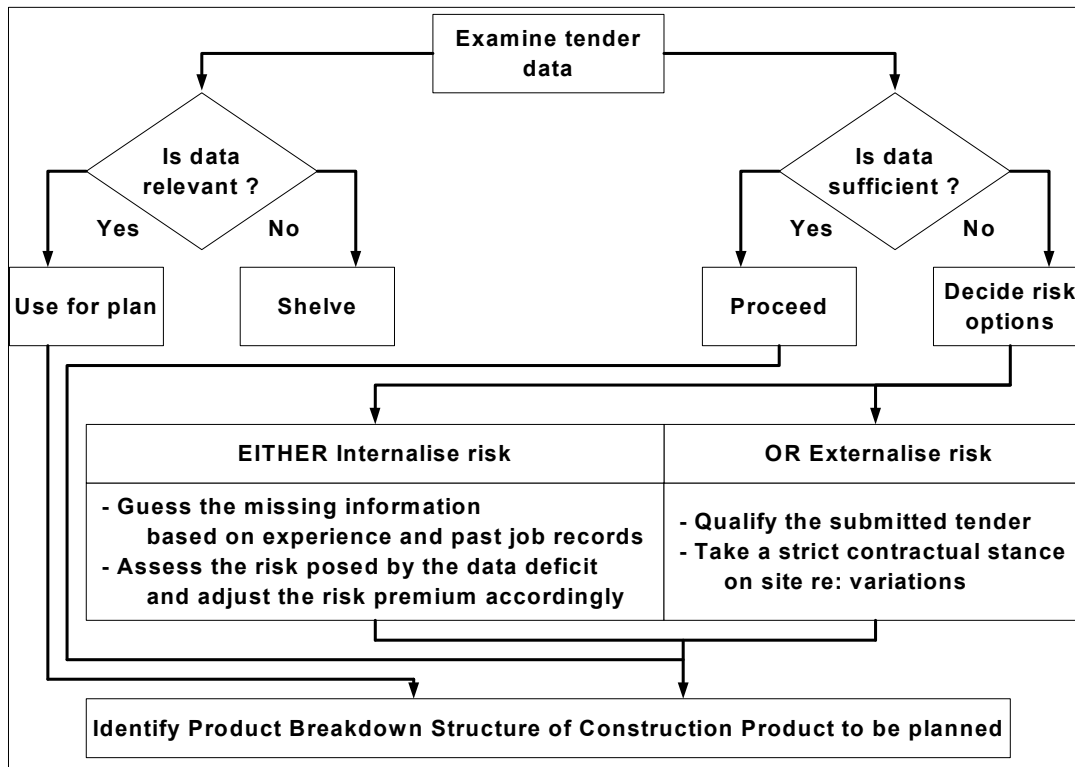 Examine tender
data
Is data
relevant ?
Is data
sufficient ?
Yes
No
Yes
No
Use for plan
Shelve
Proceed
Decide risk
options
EITHER Internalise risk
OR Externalise risk
- Guess the missing information
based on experience and past job records
- Assess the risk posed by the data deficit
and adjust the risk premium accordingly
- Qualify the submitted tender
- Take a strict contractual stance
on site re: variations
Identify Product Breakdown Structure of Construction Product to be planned